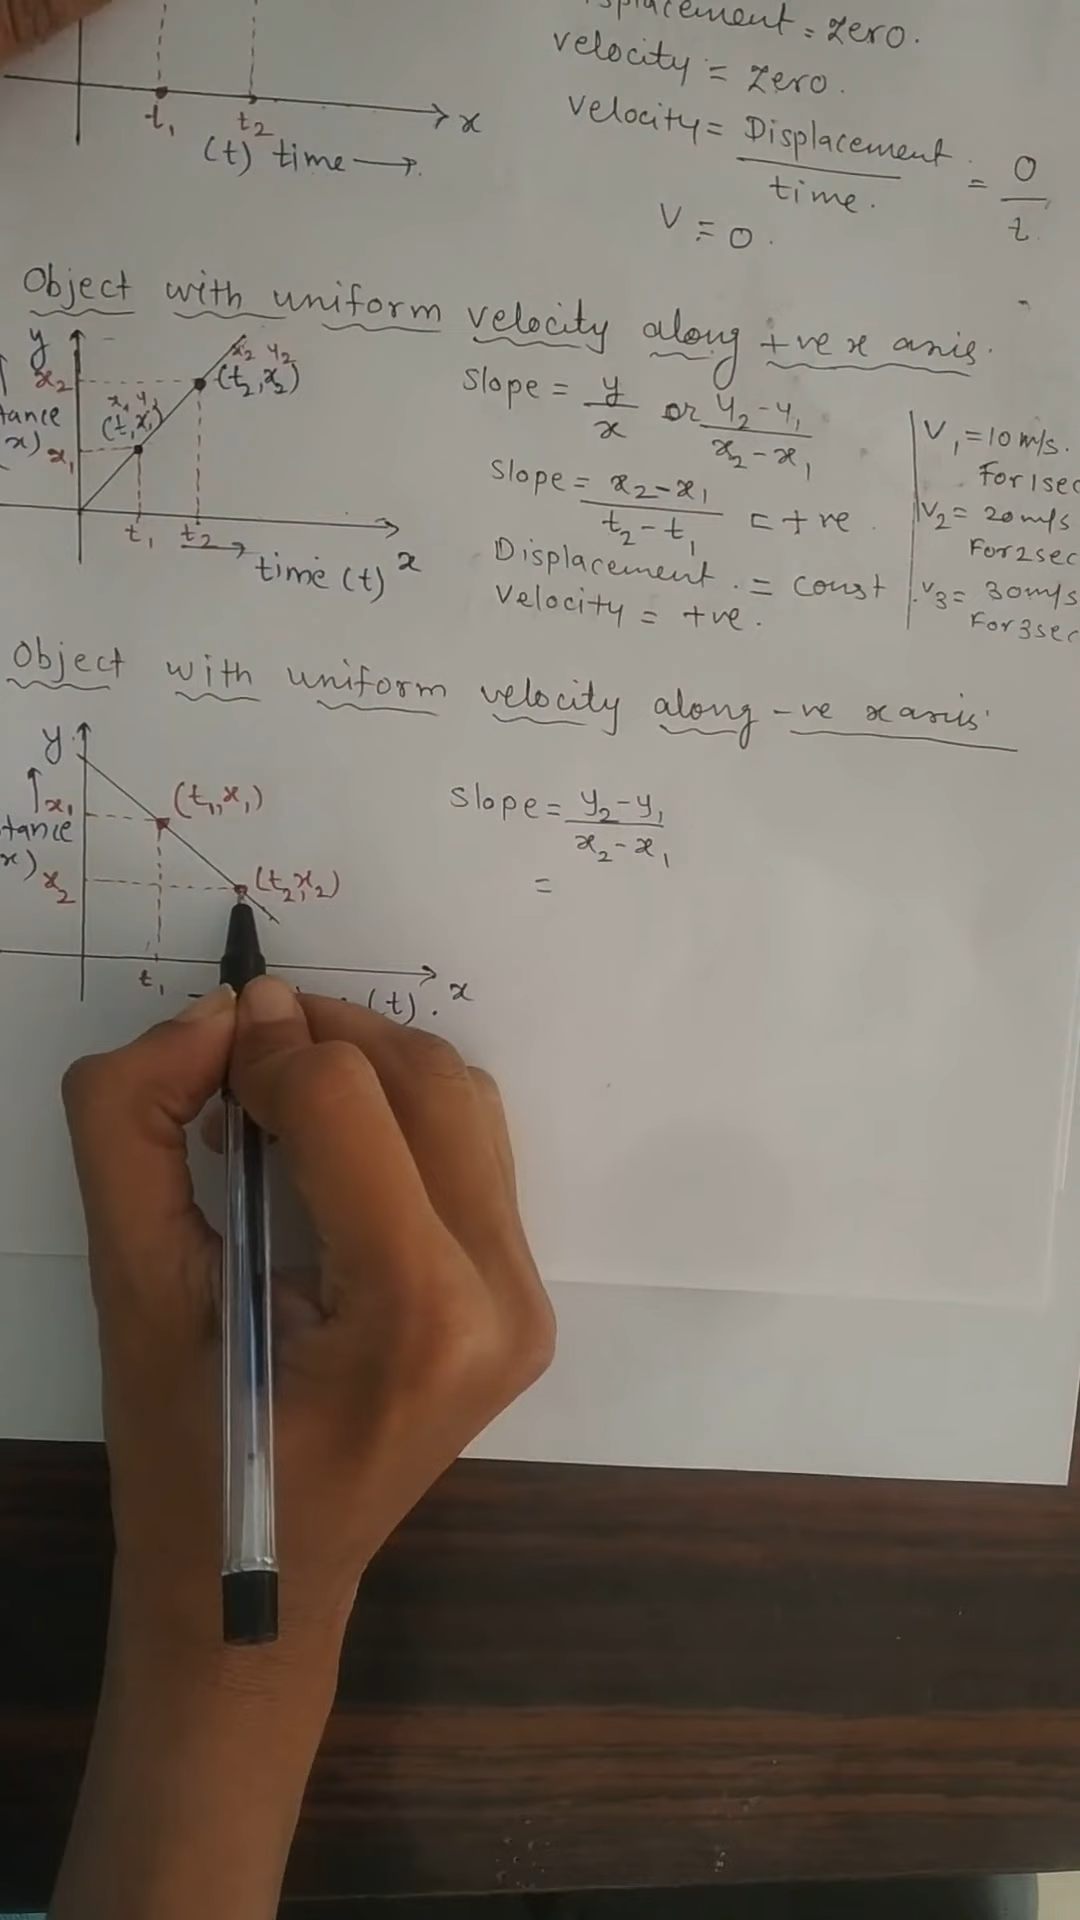 = zero.
velocity = zero.
velocity = Displacement / time. = 0 / t.
V = 0.
t₁ t₂ x
(t) time →.
Object with uniform velocity along +ve x axis.
y
x₂ y₂
x₂ (t₂, x₂)
x₁ y₁
(t₁, x₁)
x)
x₁
t₁ t₂
time (t) x
Slope = y / x or y₂ - y₁ / x₂ - x₁
Slope = x₂ - x₁ / t₂ - t₁ = +ve.
Displacement. = const
Velocity = +ve.
V₁ = 10 m/s.
For 1 sec
V₂ = 20 m/s
For 2 sec
V₃ = 30 m/s
For 3 sec
Object with uniform velocity along -ve x axis
y
x₁ (t₁, x₁)
x)
x₂ (t₂, x₂)
t₁ (t). x
Slope = y₂ - y₁ / x₂ - x₁
=